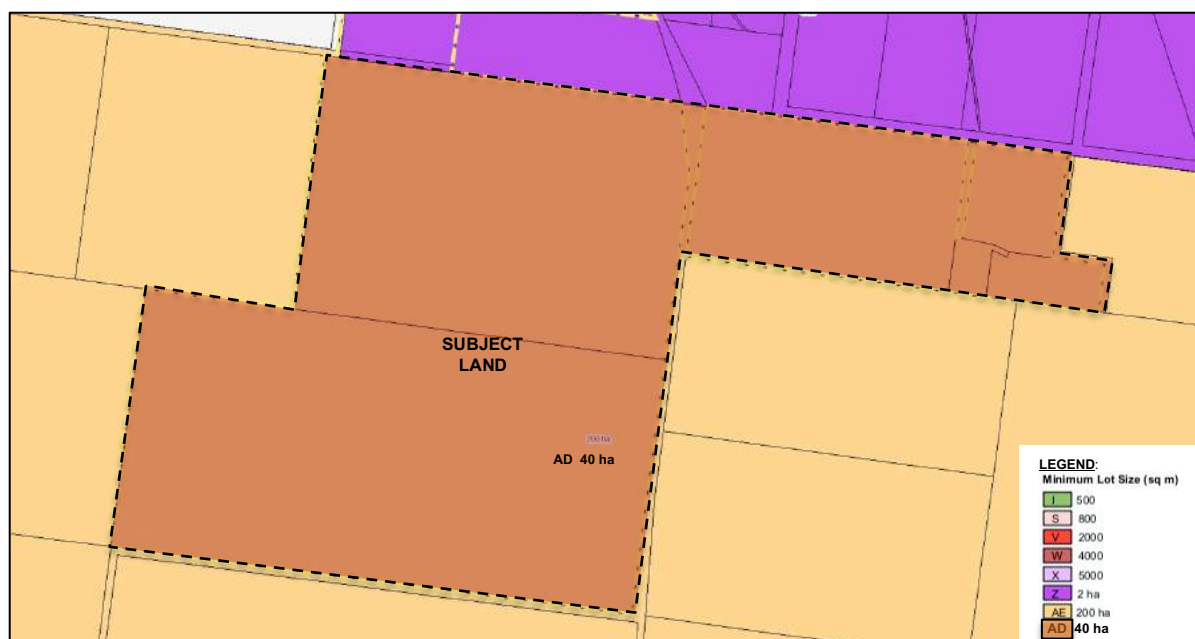 SUBJECT
LAND
200 ha
AD 40 ha
LEGEND:
Minimum Lot Size (sq m)
I 500
S 800
V 2000
W 4000
X 5000
Z 2 ha
AE 200 ha
AD 40 ha